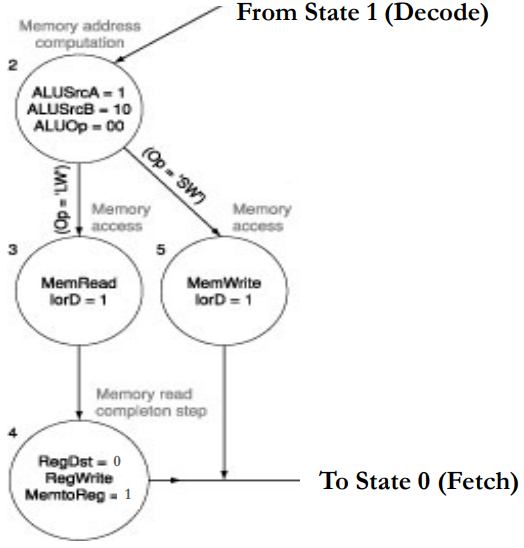 From State 1 (Decode)
Memory address
computation
2
ALUSrcA = 1
ALUSrcB = 10
ALUOp = 00
(Op = 'LW')
(Op = 'SW')
Memory
access
Memory
access
3
MemRead
IorD = 1
5
MemWrite
IorD = 1
Memory read
completon step
4
RegDst = 0
RegWrite
MemtoReg = 1
To State 0 (Fetch)